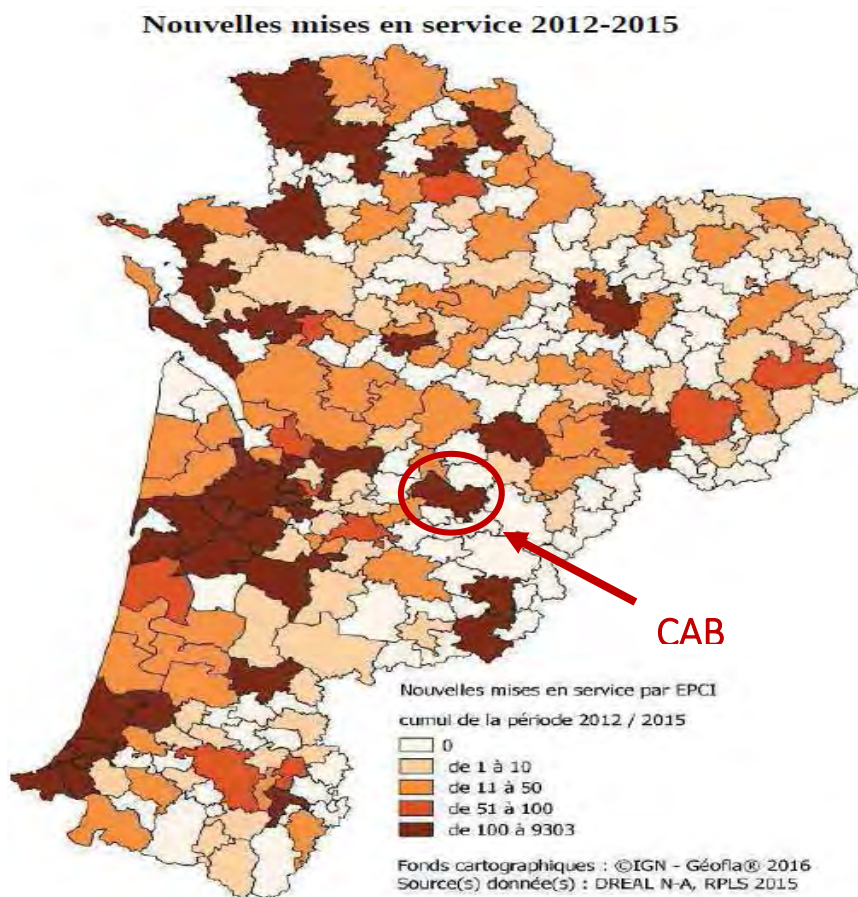 Nouvelles mises en service 2012-2015
CAB
Nouvelles mises en service par EPCI
cumul de la période 2012 / 2015
0
de 1 à 10
de 11 à 50
de 51 à 100
de 100 à 9303
Fonds cartographiques : ©IGN - Géofla® 2016
Source(s) donnée(s) : DREAL N-A, RPLS 2015